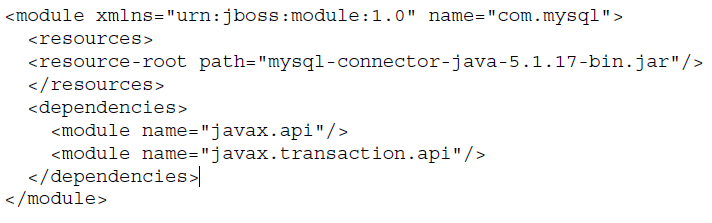 <module xmlns="urn:jboss:module:1.0" name="com.mysql">
  <resources>
  <resource-root path="mysql-connector-java-5.1.17-bin.jar"/>
  </resources>
  <dependencies>
    <module name="javax.api"/>
    <module name="javax.transaction.api"/>
  </dependencies>
</module>